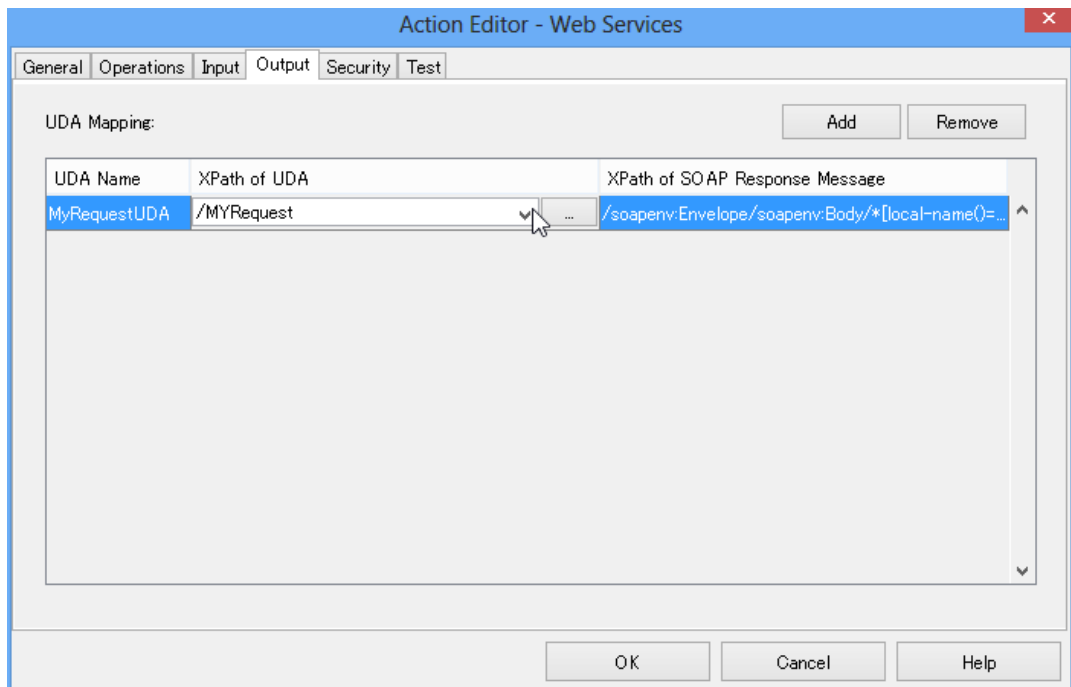 Action Editor - Web Services
General Operations Input Output Security Test
UDA Mapping: Add Remove
UDA Name XPath of UDA XPath of SOAP Response Message
MyRequestUDA /MYRequest ... /soapenv:Envelope/soapenv:Body/*[local-name()=...
OK Cancel Help